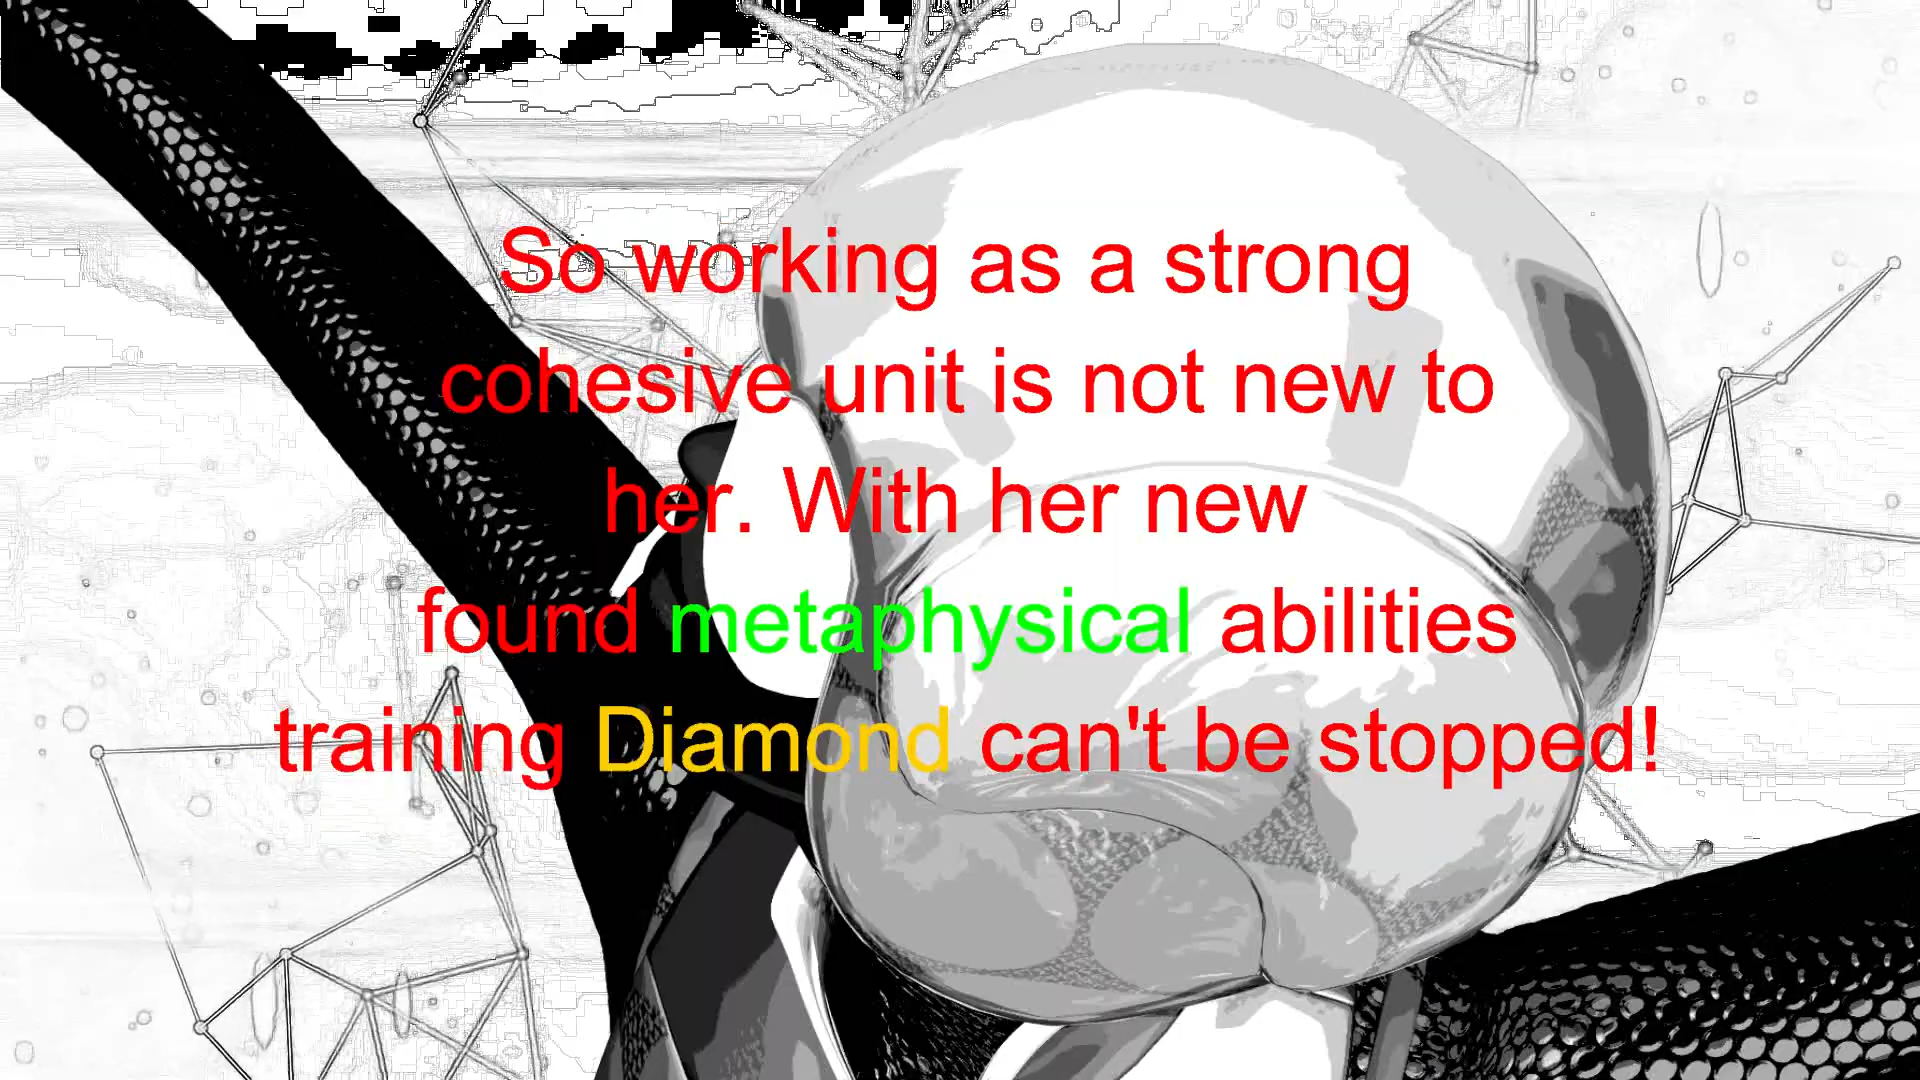 So working as a strong
cohesive unit is not new to
her. With her new
found metaphysical abilities
training Diamond can't be stopped!